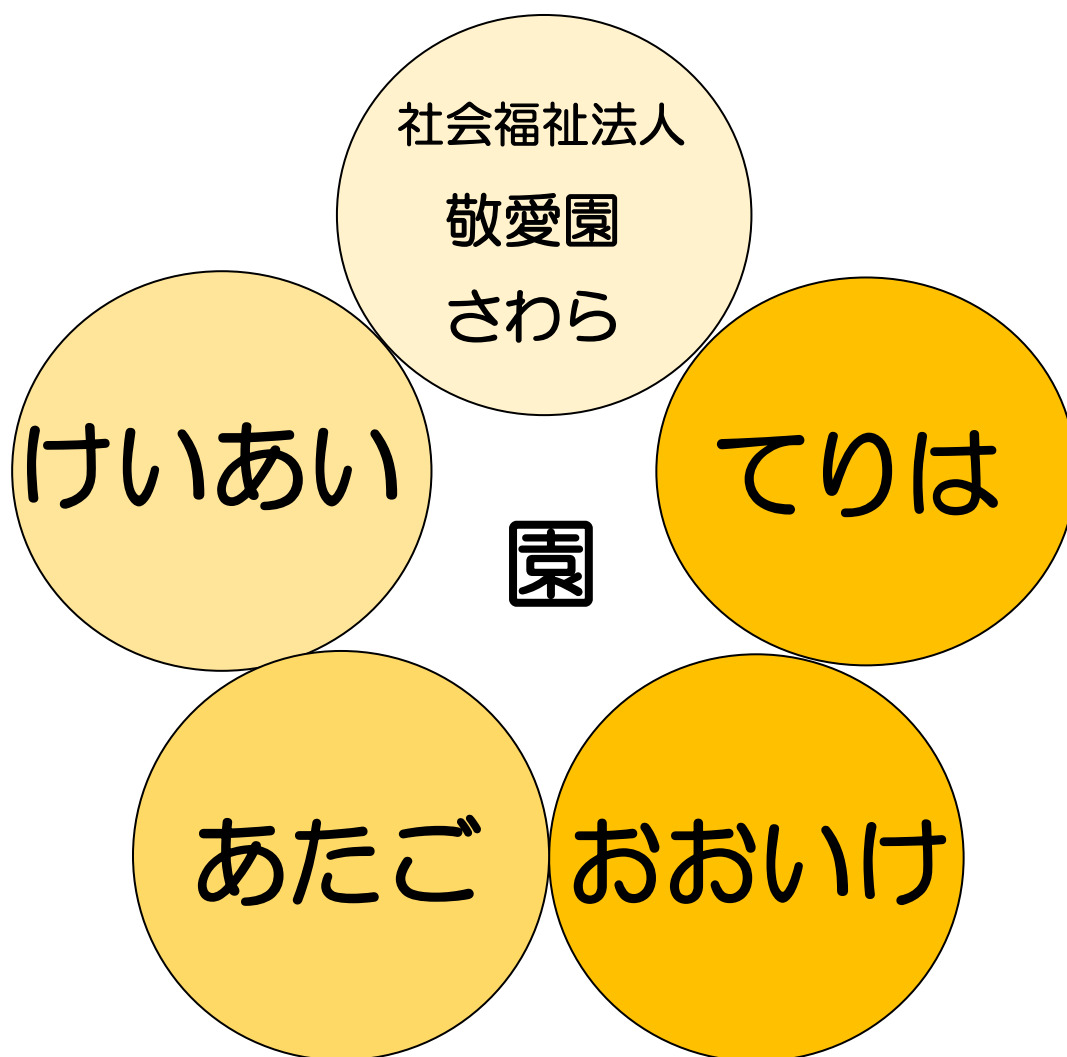 社会福祉法人
敬愛園
さわら
けいあい
てりは
園
あたご
おおいけ